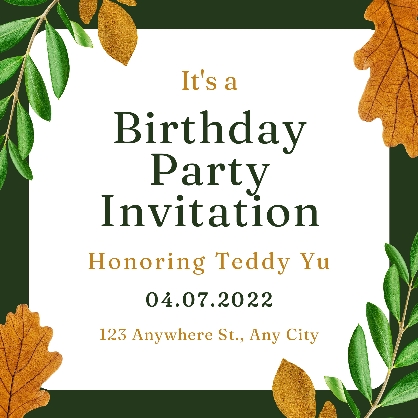 It's a
Birthday
Party
Invitation
Honoring Teddy Yu
04.07.2022
123 Anywhere St., Any City